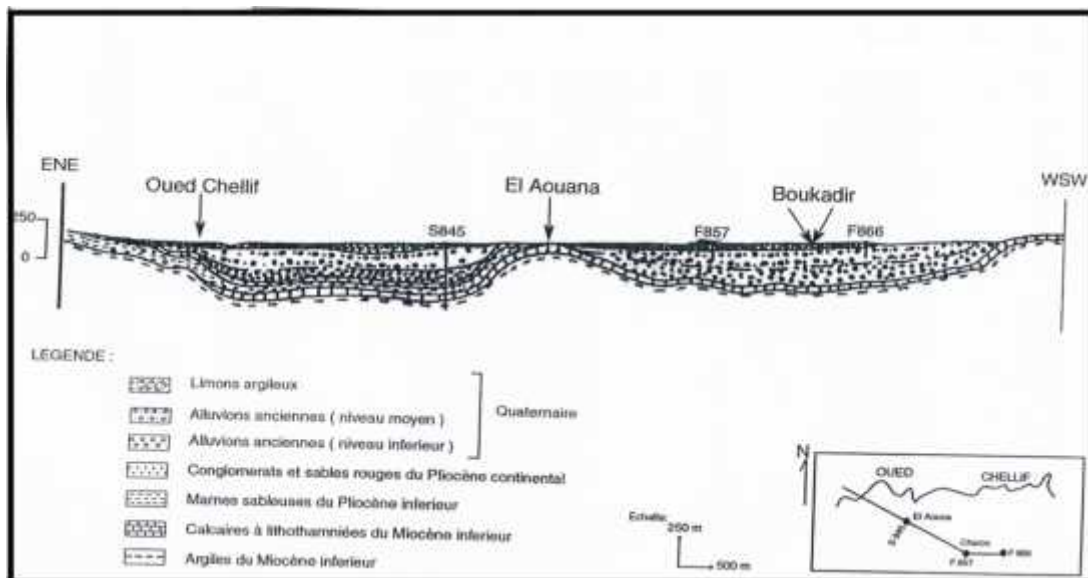 ENE
Oued Chellif
El Aouana
Boukadir
WSW
250
0
S845
F857
F866
LEGENDE :
Limons argileux
Alluvions anciennes ( niveau moyen )
Quaternaire
Alluvions anciennes ( niveau inferieur )
Conglomerats et sables rouges du Pliocène continental
Marnes sableuses du Pliocène inferieur
Calcaires à lithothamniées du Miocène inferieur
Argiles du Miocène inferieur
Echelle:
250 m
500 m
N
OUED CHELLIF
El Aouana
F 857